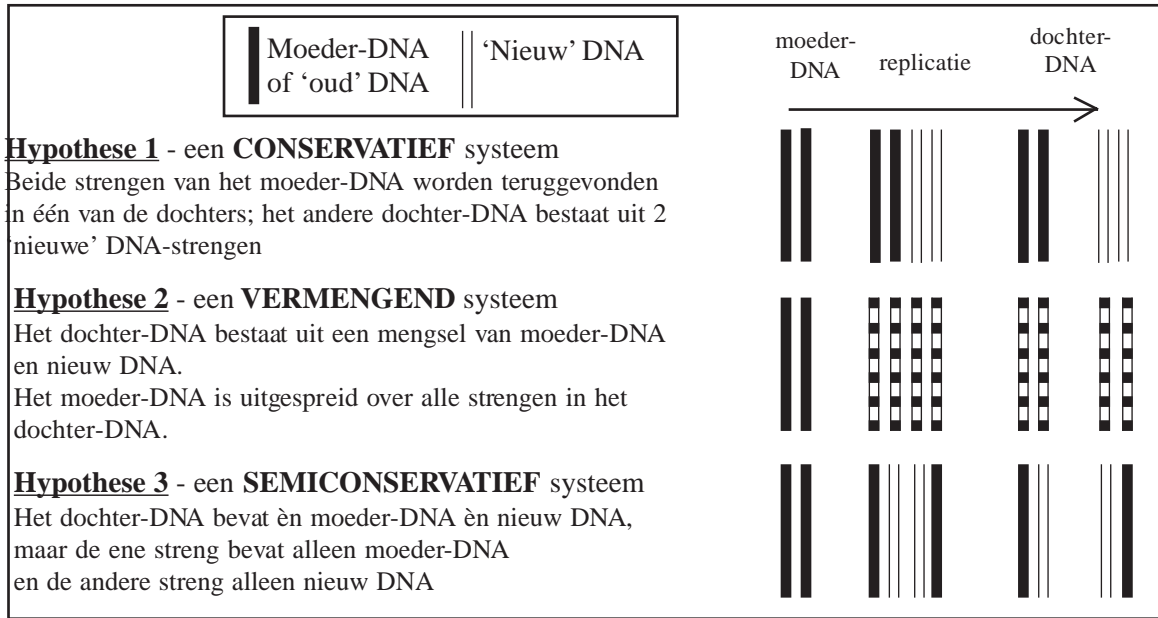 Moeder-DNA
of ‘oud’ DNA
‘Nieuw’ DNA
moeder-
DNA
replicatie
dochter-
DNA
Hypothese 1 - een CONSERVATIEF systeem
Beide strengen van het moeder-DNA worden teruggevonden
in één van de dochters; het andere dochter-DNA bestaat uit 2
‘nieuwe’ DNA-strengen
Hypothese 2 - een VERMENGEND systeem
Het dochter-DNA bestaat uit een mengsel van moeder-DNA
en nieuw DNA.
Het moeder-DNA is uitgespreid over alle strengen in het
dochter-DNA.
Hypothese 3 - een SEMICONSERVATIEF systeem
Het dochter-DNA bevat èn moeder-DNA èn nieuw DNA,
maar de ene streng bevat alleen moeder-DNA
en de andere streng alleen nieuw DNA